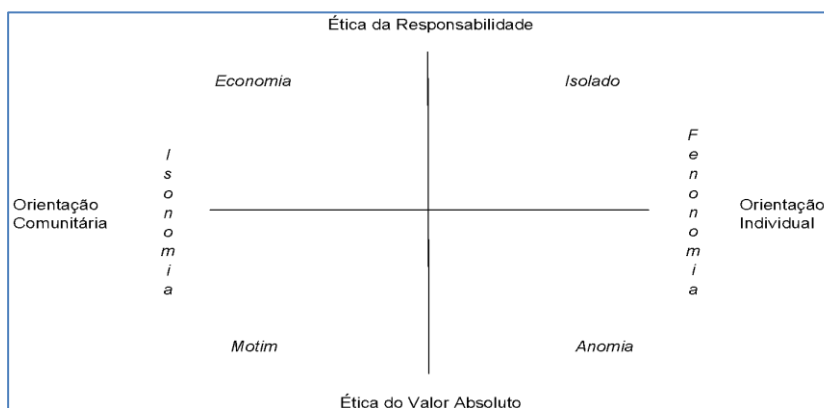 Ética da Responsabilidade
Economia
Isolado
Isonomia
Fenonomia
Orientação
Comunitária
Orientação
Individual
Motim
Anomia
Ética do Valor Absoluto